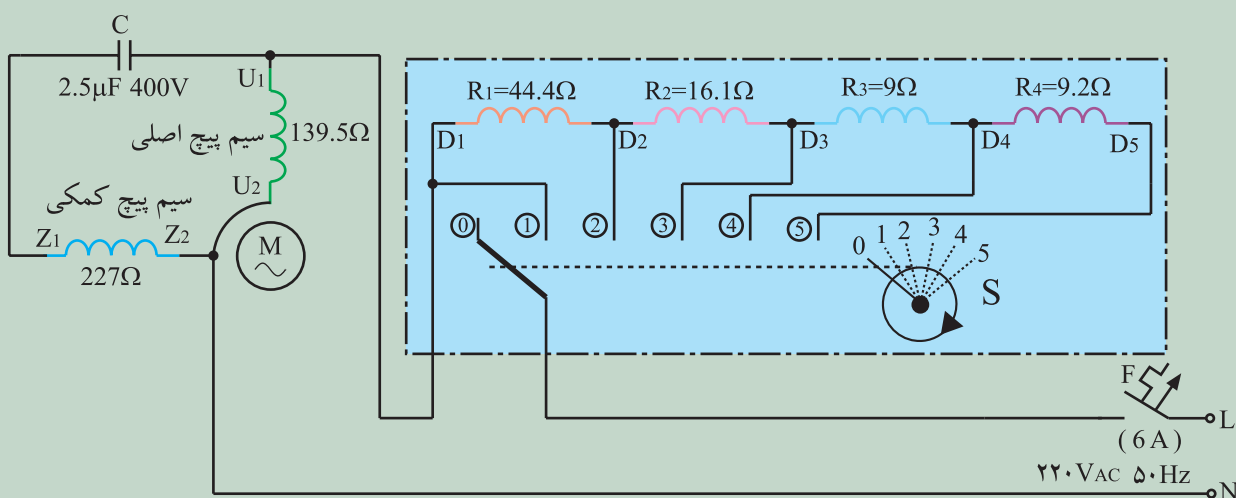 C
2.5µF 400V
U1
سیم پیچ اصلی
139.5Ω
U2
سیم پیچ کمکی
Z1
Z2
227Ω
M
R1=44.4Ω
R2=16.1Ω
R3=9Ω
R4=9.2Ω
D1
D2
D3
D4
D5
0
1
2
3
4
5
0
1
2
3
4
5
S
F
L
(6A)
۲۲۰VAC ۵۰Hz
N